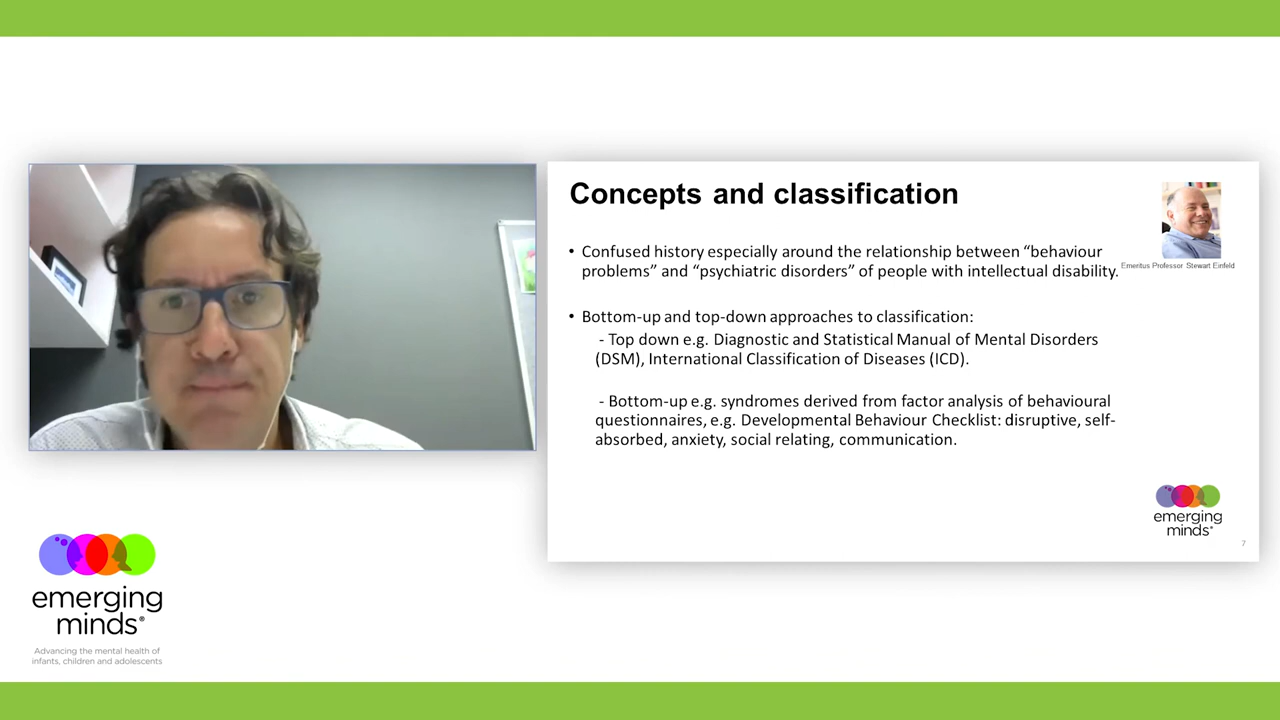 Concepts and classification
Emeritus Professor Stewart Einfeld
• Confused history especially around the relationship between “behaviour
problems” and “psychiatric disorders” of people with intellectual disability.
• Bottom-up and top-down approaches to classification:
- Top down e.g. Diagnostic and Statistical Manual of Mental Disorders
(DSM), International Classification of Diseases (ICD).
- Bottom-up e.g. syndromes derived from factor analysis of behavioural
questionnaires, e.g. Developmental Behaviour Checklist: disruptive, self-
absorbed, anxiety, social relating, communication.
emerging
minds®
7
emerging
minds®
Advancing the mental health of
infants, children and adolescents